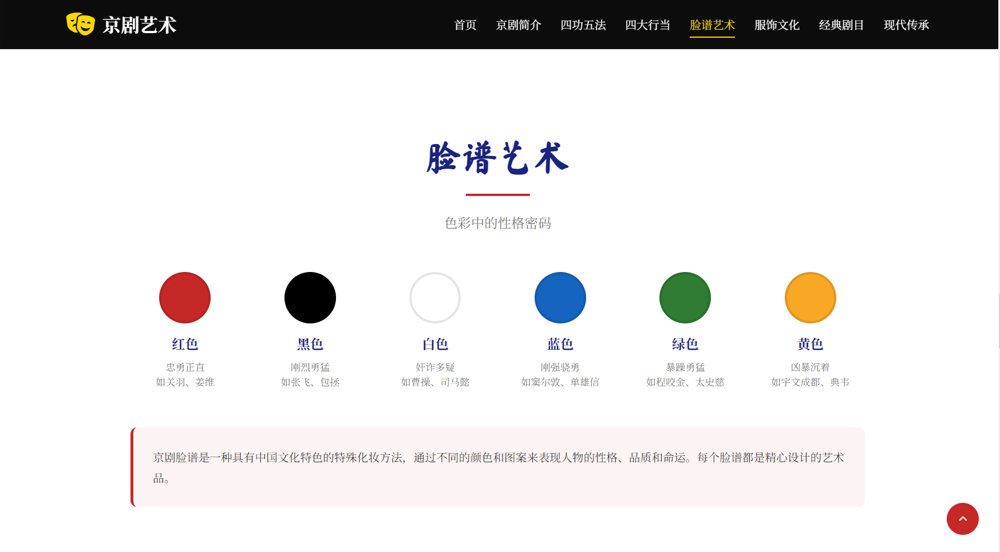 京剧艺术
首页 京剧简介 四功五法 四大行当 脸谱艺术 服饰文化 经典剧目 现代传承
脸谱艺术
色彩中的性格密码
红色 黑色 白色 蓝色 绿色 黄色
忠勇正直 刚烈勇猛 奸诈多疑 刚强骁勇 暴躁勇猛 凶暴沉着
如关羽、姜维 如张飞、包拯 如曹操、司马懿 如窦尔敦、单雄信 如程咬金、太史慈 如宇文成都、典韦
京剧脸谱是一种具有中国文化特色的特殊化妆方法，通过不同的颜色和图案来表现人物的性格、品质和命运。每个脸谱都是精心设计的艺术
品。